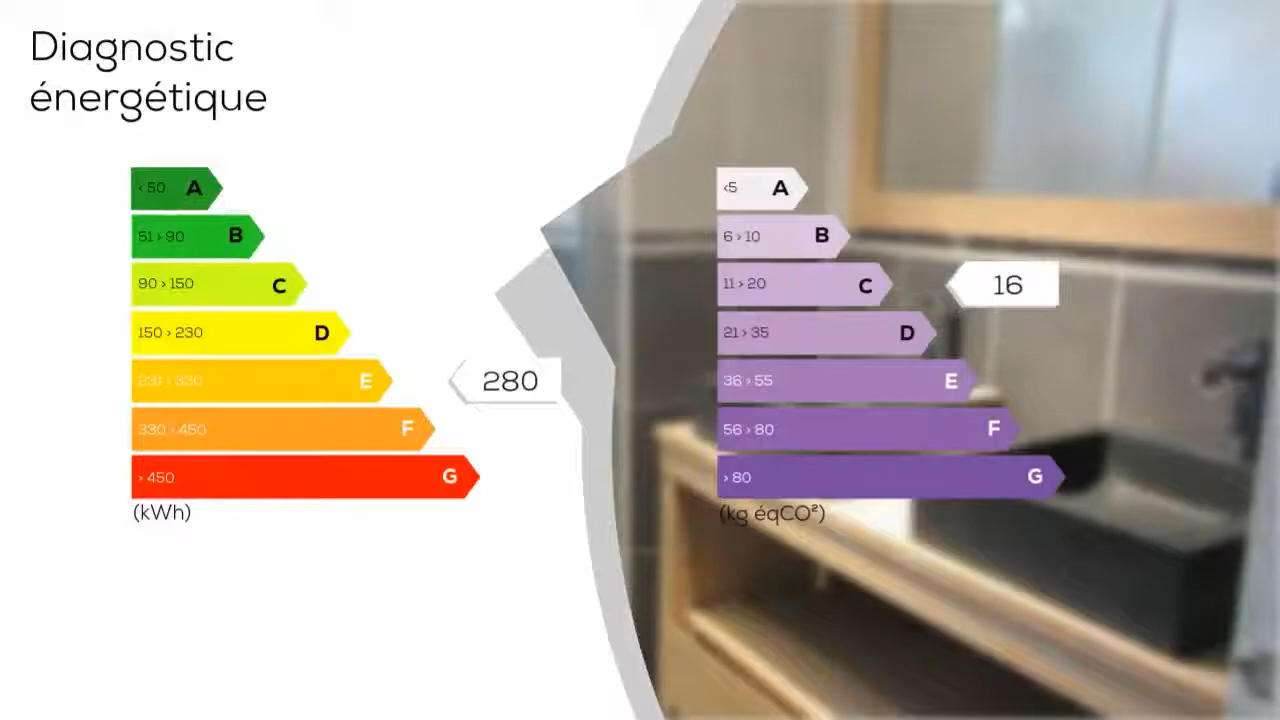 Diagnostic
énergétique
< 50 A
51 > 90 B
90 > 150 C
150 > 230 D
231 > 330 E
330 > 450 F
> 450 G
(kWh)
280
<5 A
6 > 10 B
11 > 20 C
21 > 35 D
36 > 55 E
56 > 80 F
> 80 G
(kg éqCO²)
16